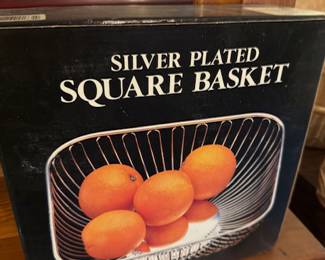 SILVER PLATED
SQUARE BASKET